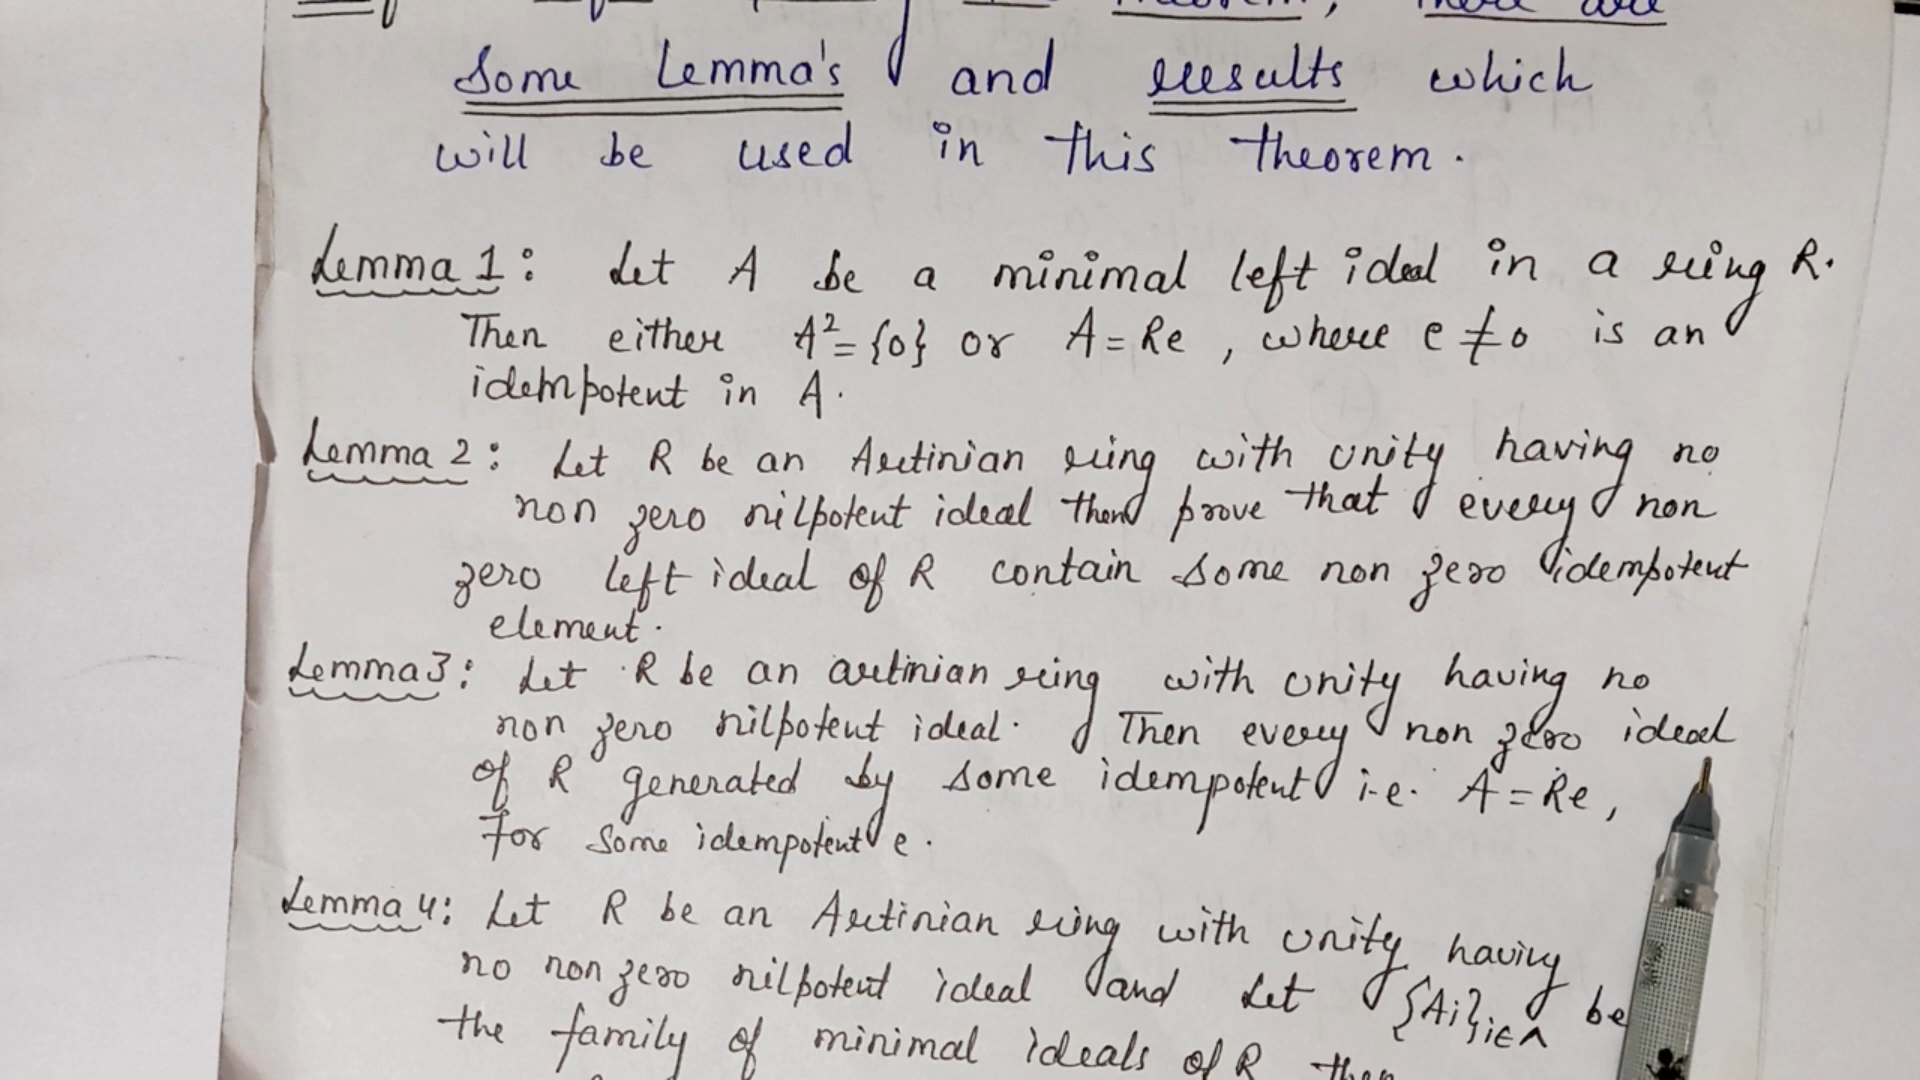 Some Lemma's and results which
will be used in this theorem.
Lemma 1: Let A be a minimal left ideal in a ring R.
Then either A² = {0} or A = Re, where e ≠ 0 is an
idempotent in A.
Lemma 2: Let R be an Artinian ring with unity having no
non zero nilpotent ideal then prove that every non
zero left ideal of R contain some non zero idempotent
element.
Lemma 3: Let R be an artinian ring with unity having no
non zero nilpotent ideal. Then every non zero ideal
of R generated by some idempotent i.e. A = Re,
for some idempotent e.
Lemma 4: Let R be an Artinian ring with unity having
no non zero nilpotent ideal and Let {Ai}i∈Λ be
the family of minimal ideals of R then